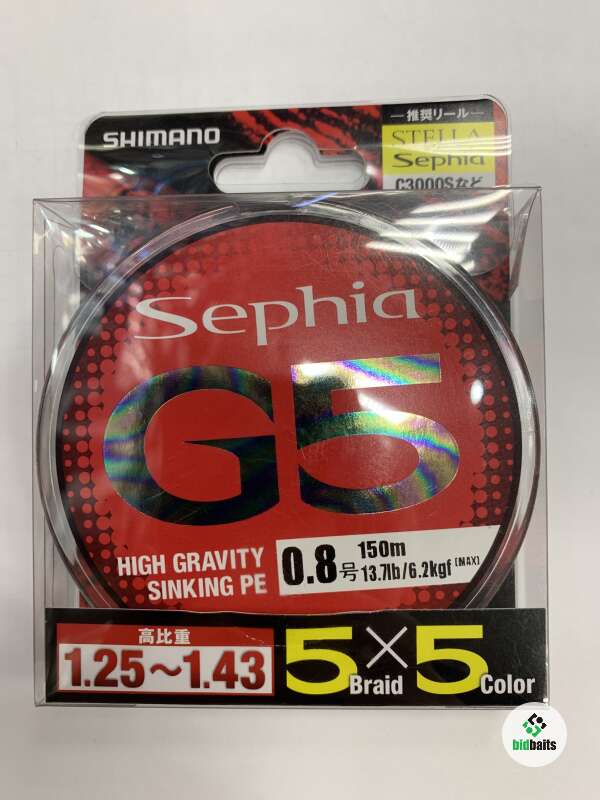 SHIMANO
推奨リール
STELLA
Sephia
C3000Sなど
Sephia
G5
HIGH GRAVITY
SINKING PE
0.8号
150m
13.7lb/6.2kgf (MAX)
高比重
1.25～1.43
5 Braid × 5 Color
bidbaits